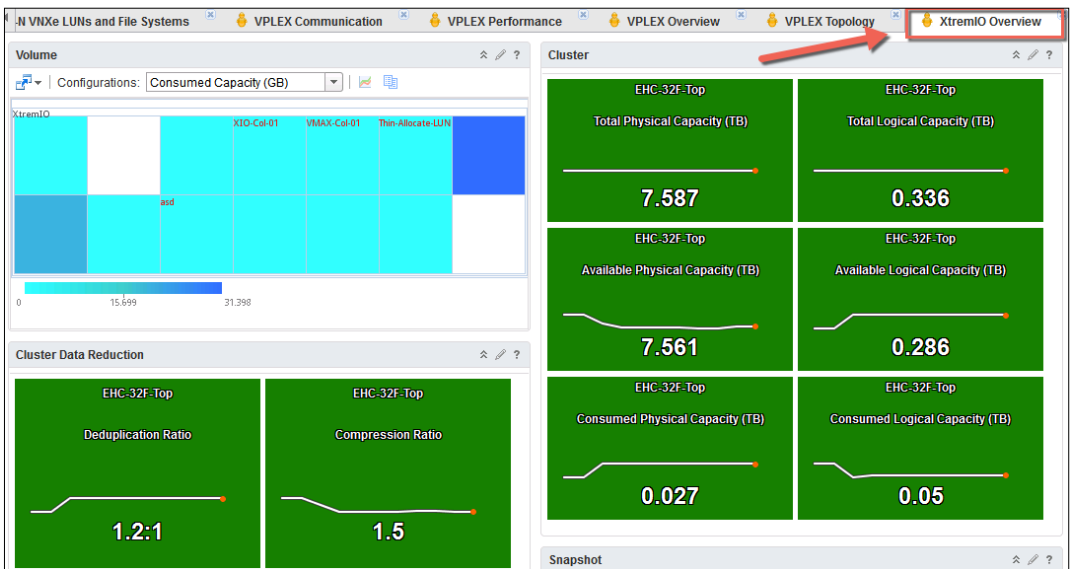 -N VNXe LUNs and File Systems VPLEX Communication VPLEX Performance VPLEX Overview VPLEX Topology XtremIO Overview
Volume ?
Configurations: Consumed Capacity (GB)
XtremIO
XIO-Col-01 VMAX-Col-01 Thin-Allocate-LUN
asd
0 15.699 31.398
Cluster Data Reduction ?
EHC-32F-Top
Deduplication Ratio
1.2:1
EHC-32F-Top
Compression Ratio
1.5
Cluster ?
EHC-32F-Top
Total Physical Capacity (TB)
7.587
EHC-32F-Top
Total Logical Capacity (TB)
0.336
EHC-32F-Top
Available Physical Capacity (TB)
7.561
EHC-32F-Top
Available Logical Capacity (TB)
0.286
EHC-32F-Top
Consumed Physical Capacity (TB)
0.027
EHC-32F-Top
Consumed Logical Capacity (TB)
0.05
Snapshot ?